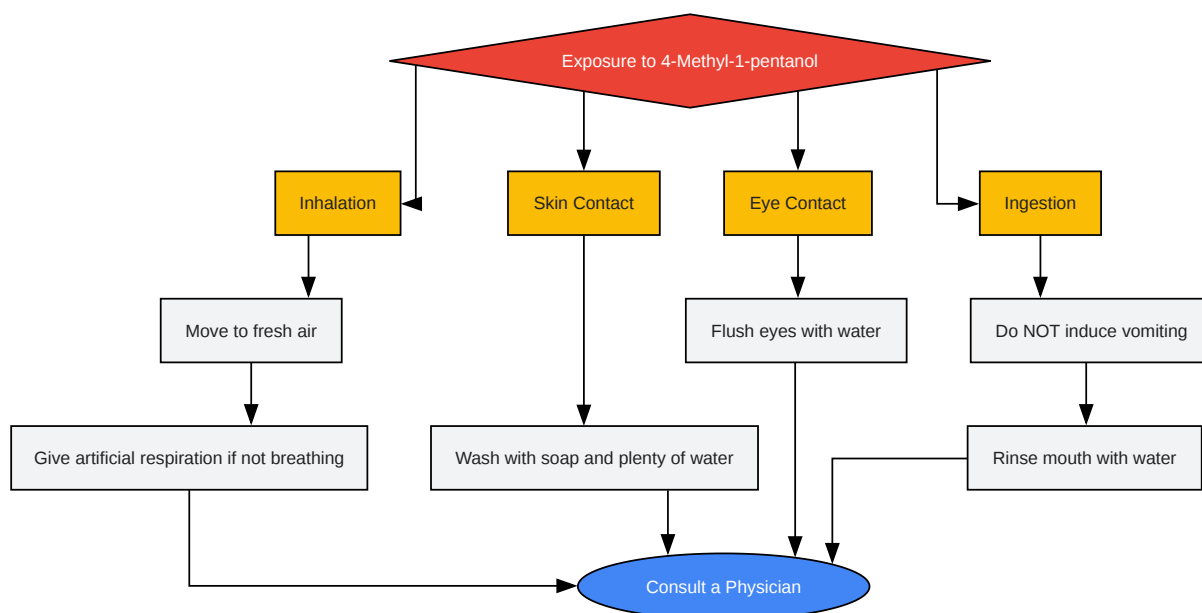 Exposure to 4-Methyl-1-pentanol
Inhalation
Skin Contact
Eye Contact
Ingestion
Move to fresh air
Flush eyes with water
Do NOT induce vomiting
Give artificial respiration if not breathing
Wash with soap and plenty of water
Rinse mouth with water
Consult a Physician